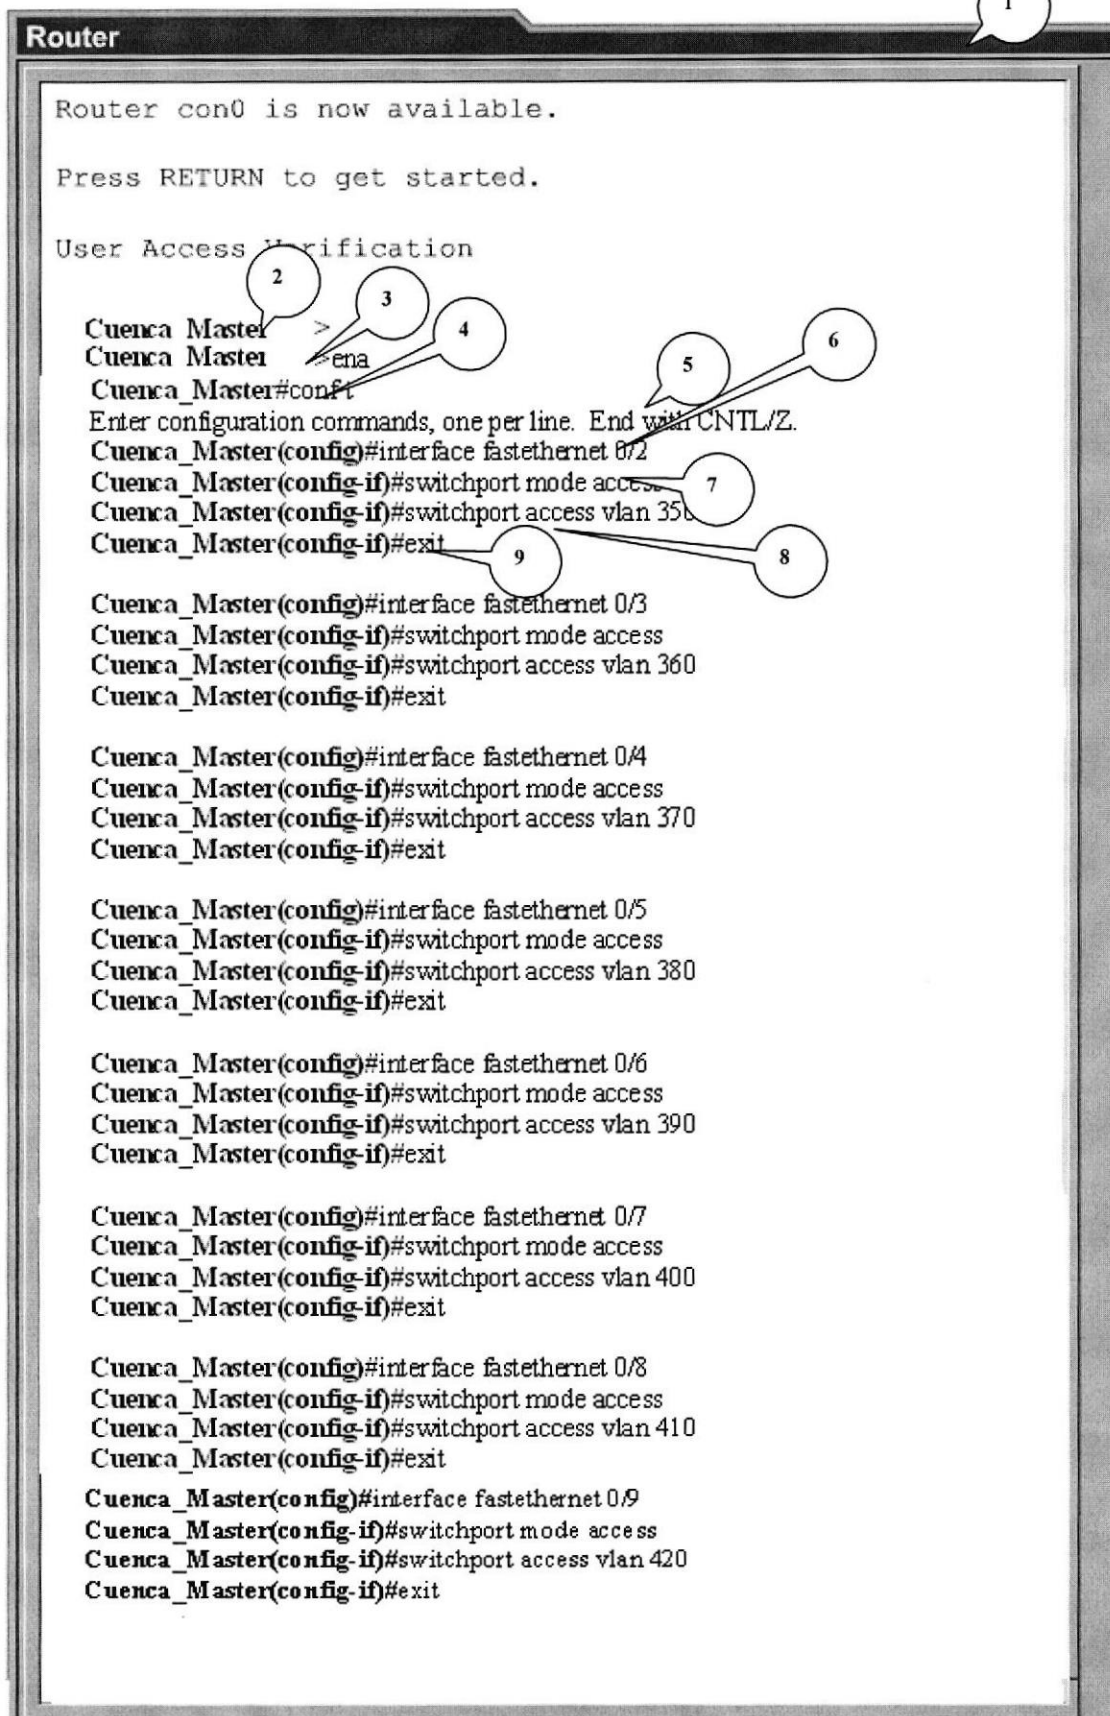 1
Router
Router con0 is now available.
Press RETURN to get started.
User Access Verification
2
3
4
5
6
7
8
9
Cuenca_Master >
Cuenca Master >ena
Cuenca_Master#conf t
Enter configuration commands, one per line. End with CNTL/Z.
Cuenca_Master(config)#interface fastethernet 0/2
Cuenca_Master(config-if)#switchport mode access
Cuenca_Master(config-if)#switchport access vlan 350
Cuenca_Master(config-if)#exit
Cuenca_Master(config)#interface fastethernet 0/3
Cuenca_Master(config-if)#switchport mode access
Cuenca_Master(config-if)#switchport access vlan 360
Cuenca_Master(config-if)#exit
Cuenca_Master(config)#interface fastethernet 0/4
Cuenca_Master(config-if)#switchport mode access
Cuenca_Master(config-if)#switchport access vlan 370
Cuenca_Master(config-if)#exit
Cuenca_Master(config)#interface fastethernet 0/5
Cuenca_Master(config-if)#switchport mode access
Cuenca_Master(config-if)#switchport access vlan 380
Cuenca_Master(config-if)#exit
Cuenca_Master(config)#interface fastethernet 0/6
Cuenca_Master(config-if)#switchport mode access
Cuenca_Master(config-if)#switchport access vlan 390
Cuenca_Master(config-if)#exit
Cuenca_Master(config)#interface fastethernet 0/7
Cuenca_Master(config-if)#switchport mode access
Cuenca_Master(config-if)#switchport access vlan 400
Cuenca_Master(config-if)#exit
Cuenca_Master(config)#interface fastethernet 0/8
Cuenca_Master(config-if)#switchport mode access
Cuenca_Master(config-if)#switchport access vlan 410
Cuenca_Master(config-if)#exit
Cuenca_Master(config)#interface fastethernet 0/9
Cuenca_Master(config-if)#switchport mode access
Cuenca_Master(config-if)#switchport access vlan 420
Cuenca_Master(config-if)#exit